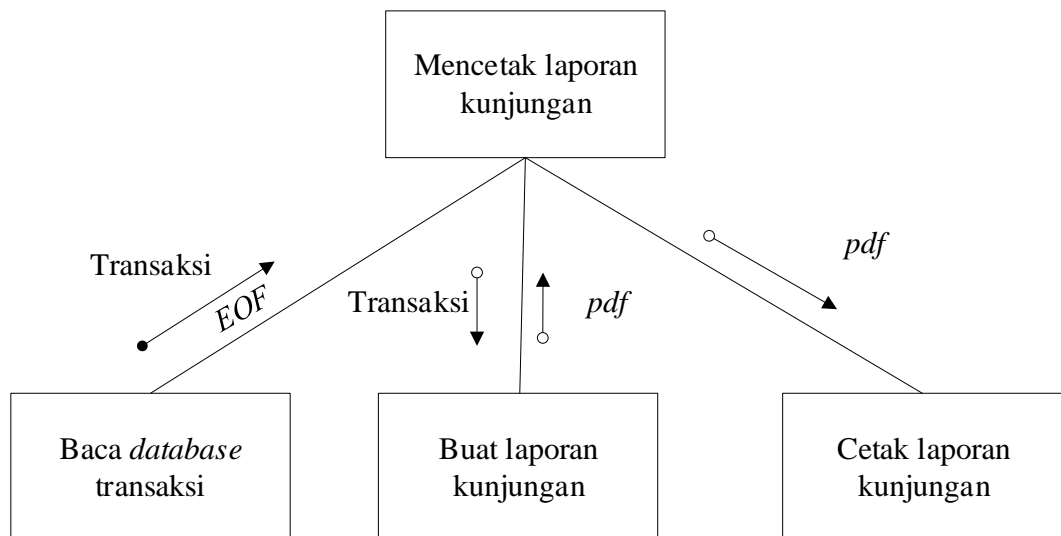 Mencetak laporan
kunjungan
Transaksi
EOF
Transaksi
pdf
pdf
Baca database
transaksi
Buat laporan
kunjungan
Cetak laporan
kunjungan